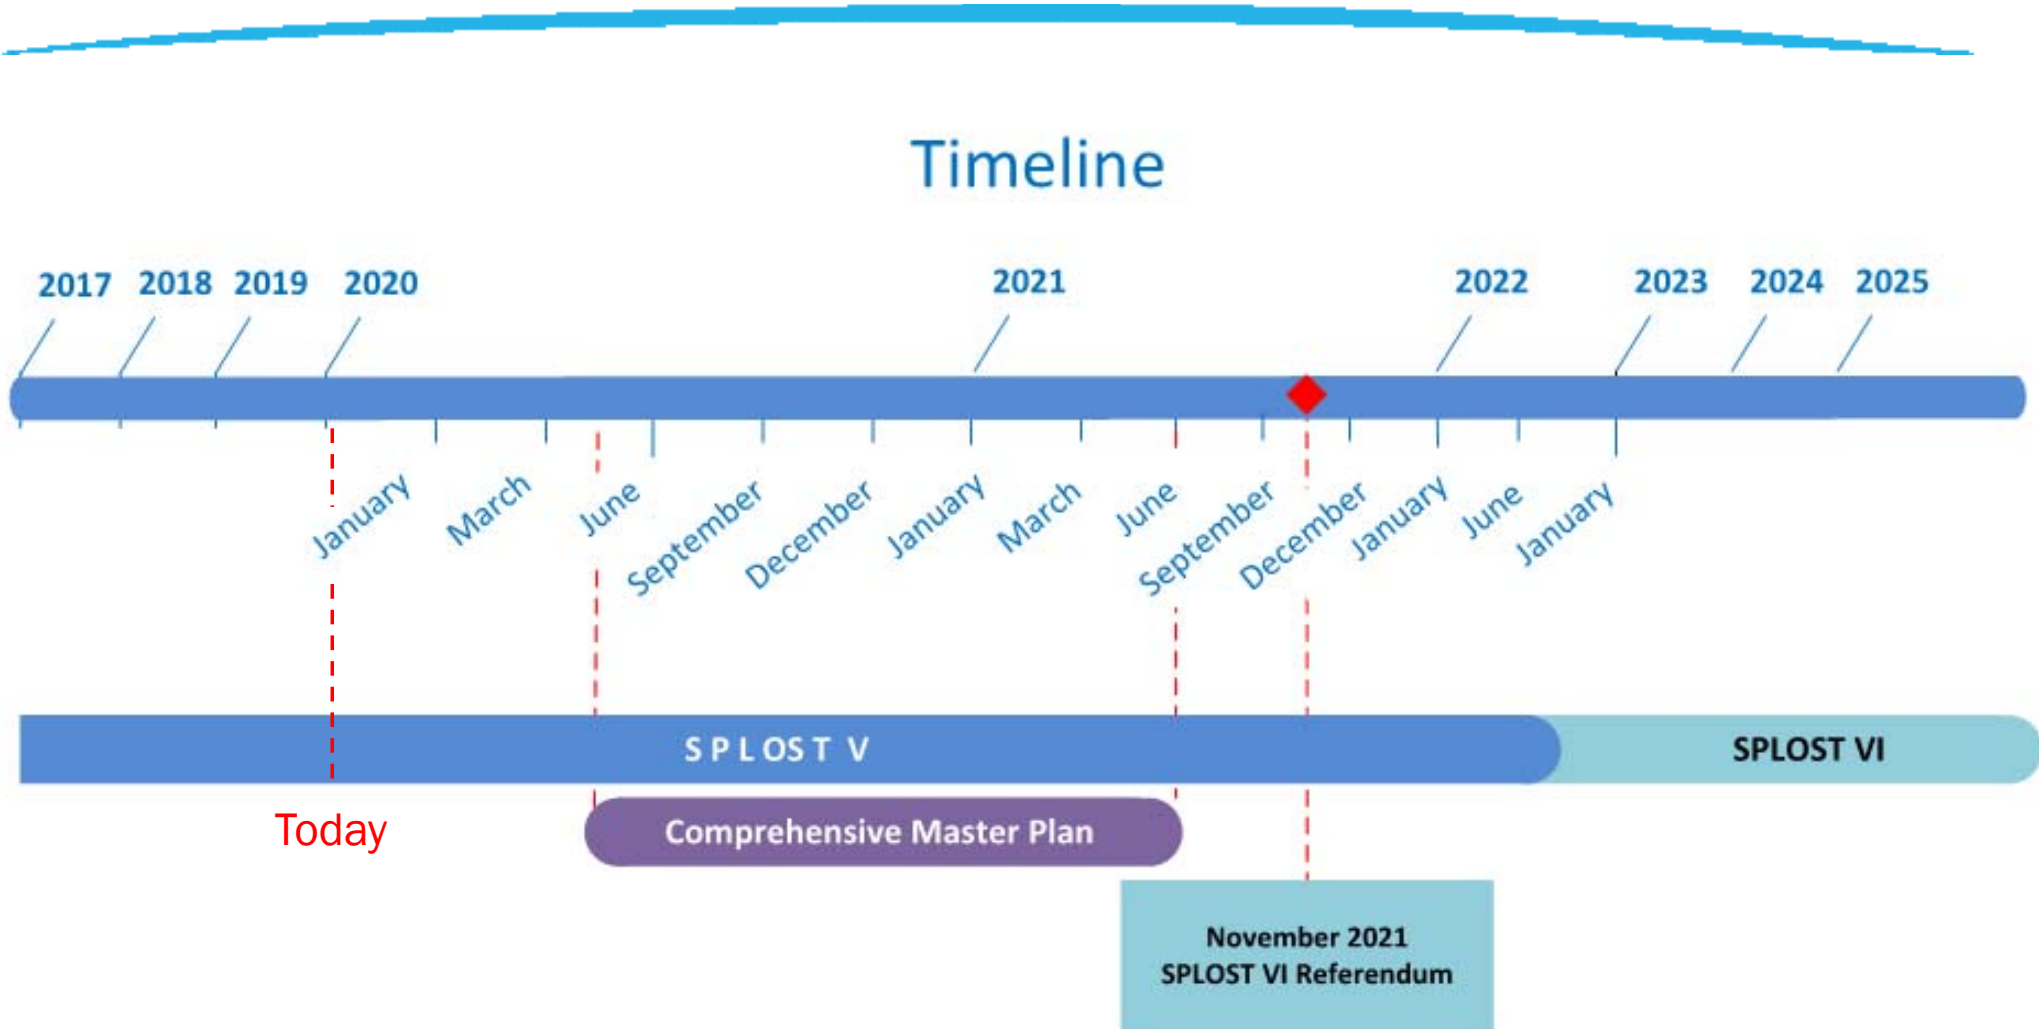 Timeline
2017 2018 2019 2020 2021 2022 2023 2024 2025
January March June September December January March June September December January June January
S P L OS T V
SPLOST VI
Today
Comprehensive Master Plan
November 2021
SPLOST VI Referendum